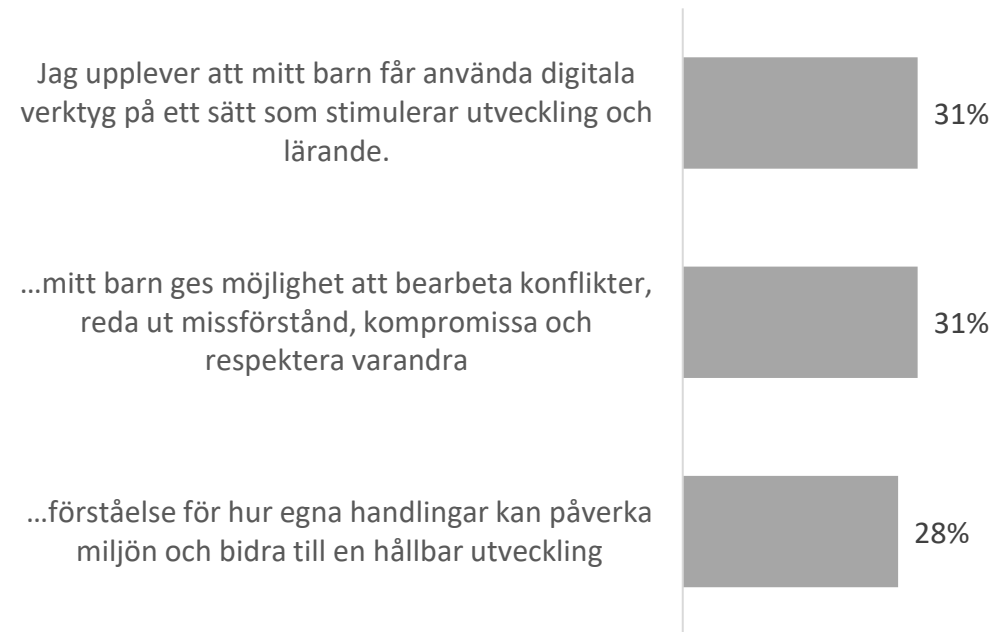 Jag upplever att mitt barn får använda digitala
verktyg på ett sätt som stimulerar utveckling och
lärande.
31%
…mitt barn ges möjlighet att bearbeta konflikter,
reda ut missförstånd, kompromissa och
respektera varandra
31%
…förståelse för hur egna handlingar kan påverka
miljön och bidra till en hållbar utveckling
28%